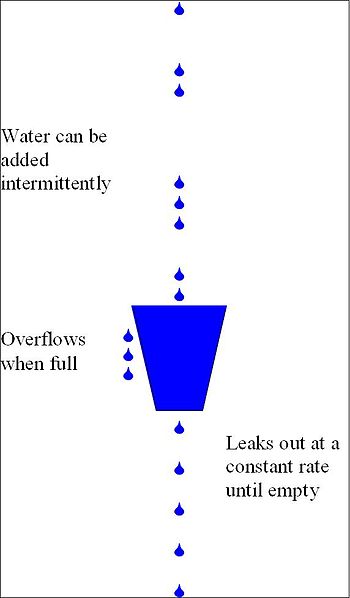 Water can be
added
intermittently
Overflows
when full
Leaks out at a
constant rate
until empty